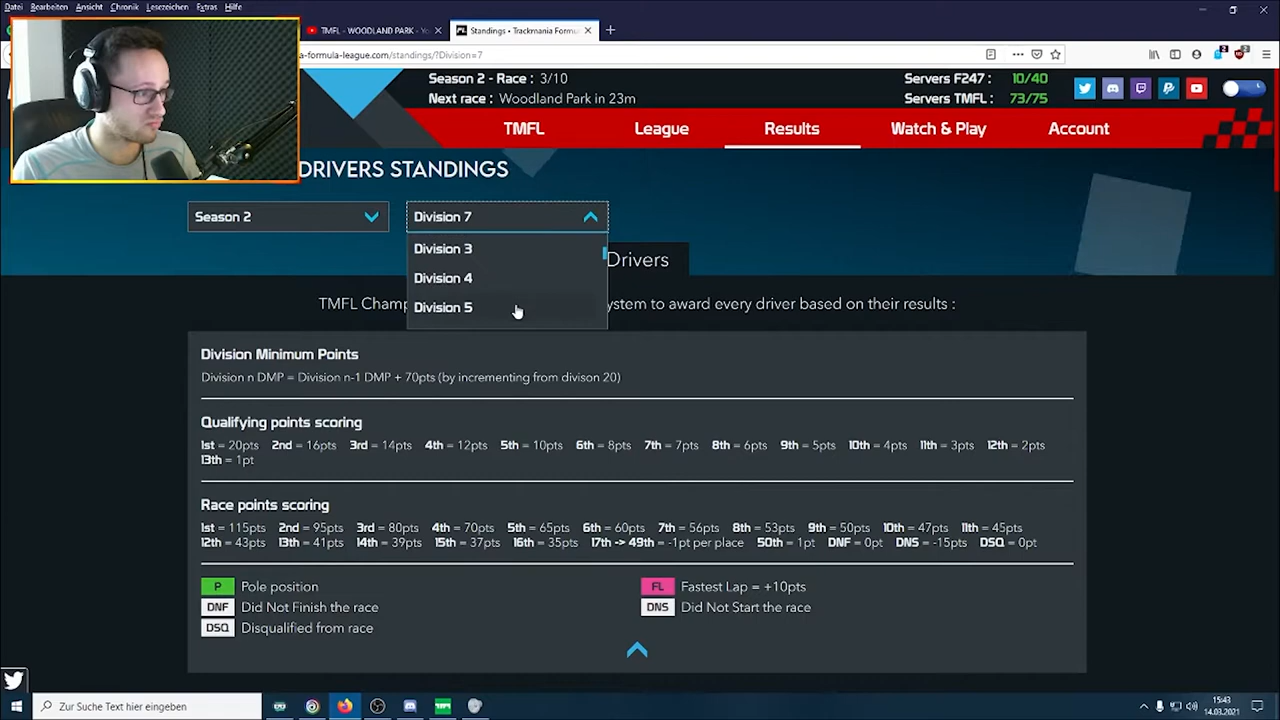 Datei Bearbeiten Ansicht Chronik Lesezeichen Extras Hilfe
TMFL - WOODLAND PARK - Yo
Standings • Trackmania Formula
a-formula-league.com/standings/?Division=7
Season 2 - Race : 3/10
Next race : Woodland Park in 23m
Servers F247 : 10/40
Servers TMFL : 73/75
TMFL League Results Watch & Play Account
DRIVERS STANDINGS
Season 2
Division 7
Division 3
Division 4
Division 5
Drivers
TMFL Champ
system to award every driver based on their results :
Division Minimum Points
Division n DMP = Division n-1 DMP + 70pts (by incrementing from divison 20)
Qualifying points scoring
1st = 20pts 2nd = 16pts 3rd = 14pts 4th = 12pts 5th = 10pts 6th = 8pts 7th = 7pts 8th = 6pts 9th = 5pts 10th = 4pts 11th = 3pts 12th = 2pts
13th = 1pt
Race points scoring
1st = 115pts 2nd = 95pts 3rd = 80pts 4th = 70pts 5th = 65pts 6th = 60pts 7th = 56pts 8th = 53pts 9th = 50pts 10th = 47pts 11th = 45pts
12th = 43pts 13th = 41pts 14th = 39pts 15th = 37pts 16th = 35pts 17th -> 49th = -1pt per place 50th = 1pt DNF = 0pt DNS = -15pts DSQ = 0pt
P Pole position
FL Fastest Lap = +10pts
DNF Did Not Finish the race
DNS Did Not Start the race
DSQ Disqualified from race
Zur Suche Text hier eingeben
15:43
14.03.2021